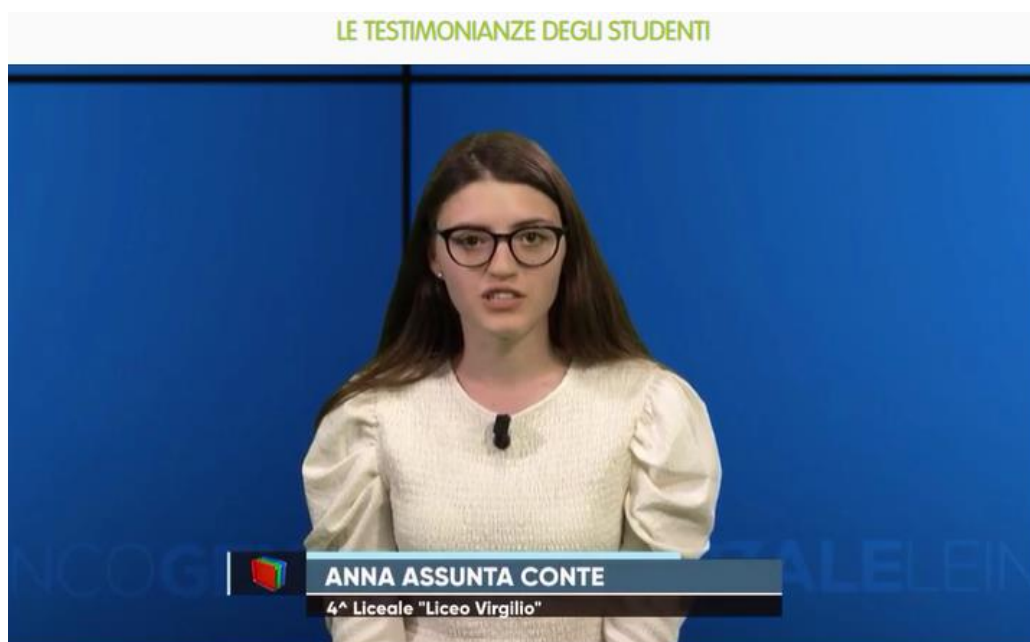 LE TESTIMONIANZE DEGLI STUDENTI
ANNA ASSUNTA CONTE
4^ Liceale "Liceo Virgilio"